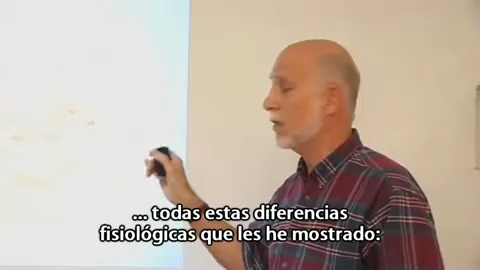 ... todas estas diferencias
fisiológicas que les he mostrado: